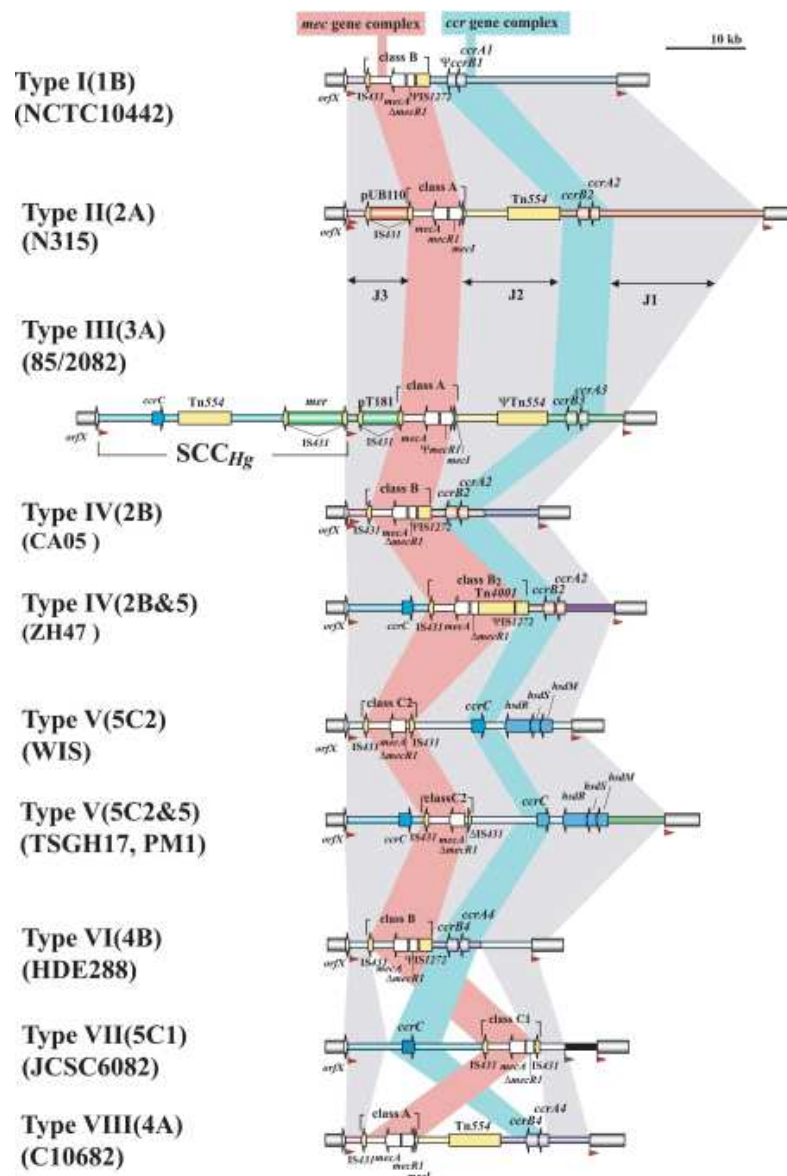 mec gene complex
ccr gene complex
10 kb
Type I(1B)
(NCTC10442)
class B
ccrA1
ΨccrB1
orfX
IS431
mecA
ΔmecR1
ΨIS1272
Type II(2A)
(N315)
pUB110
class A
Tn554
ccrB2
ccrA2
orfX
IS431
mecA
mecR1
mecI
J3
J2
J1
Type III(3A)
(85/2082)
ccrC
Tn554
mer
pT181
class A
ΨTn554
ccrB3
ccrA3
orfX
IS431
IS431
mecA
ΨmecR1
mecI
SCCHg
Type IV(2B)
(CA05 )
class B
ccrB2
ccrA2
orfX
IS431
mecA
ΔmecR1
ΨIS1272
Type IV(2B&5)
(ZH47 )
class B2
Tn4001
ccrB2
ccrA2
orfX
ccrC
IS431
mecA
ΔmecR1
ΨIS1272
Type V(5C2)
(WIS)
class C2
ccrC
hsdR
hsdS
hsdM
orfX
IS431
mecA
ΔmecR1
IS431
Type V(5C2&5)
(TSGH17, PM1)
classC2
ccrC
hsdR
hsdS
hsdM
orfX
ccrC
IS431
mecA
ΔmecR1
ΔIS431
Type VI(4B)
(HDE288)
class B
ccrB4
ccrA4
orfX
IS431
mecA
ΔmecR1
ΨIS1272
Type VII(5C1)
(JCSC6082)
ccrC
class C1
orfX
IS431
mecA
ΔmecR1
IS431
Type VIII(4A)
(C10682)
class A
Tn554
ccrB4
ccrA4
orfX
IS431
mecA
mecR1